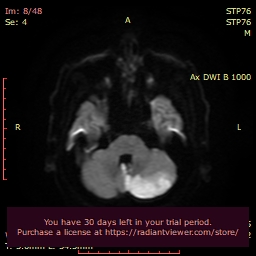 Im: 8/48
Se: 4
A
STP76
STP76
M
Ax DWI B 1000
R
L
You have 30 days left in your trial period.
Purchase a license at https://radiantviewer.com/store/